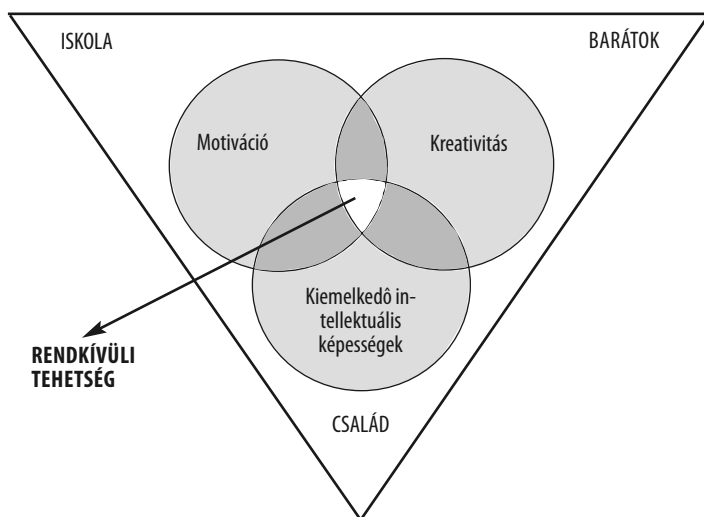 ISKOLA
BARÁTOK
Motiváció
Kreativitás
Kiemelkedô in-
tellektuális
képességek
RENDKÍVÜLI
TEHETSÉG
CSALÁD